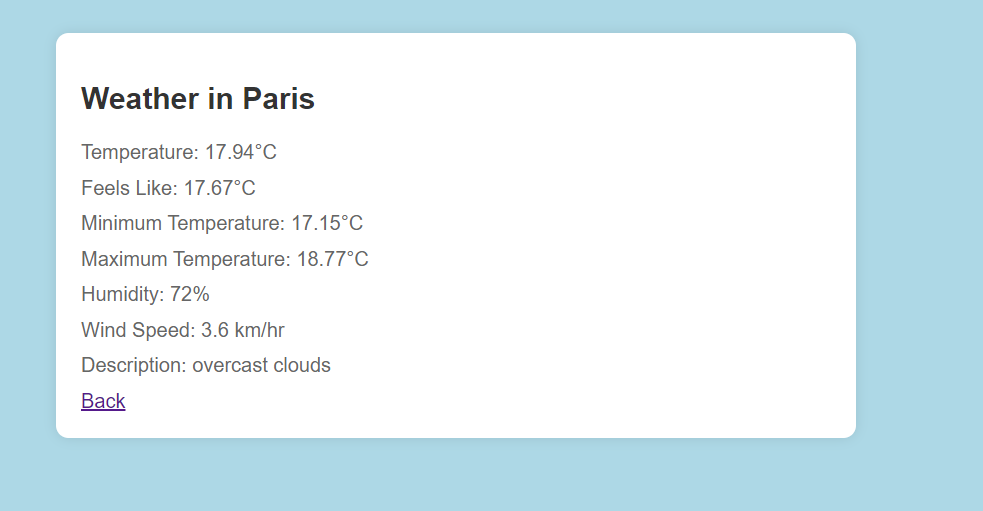 Weather in Paris
Temperature: 17.94°C
Feels Like: 17.67°C
Minimum Temperature: 17.15°C
Maximum Temperature: 18.77°C
Humidity: 72%
Wind Speed: 3.6 km/hr
Description: overcast clouds
Back